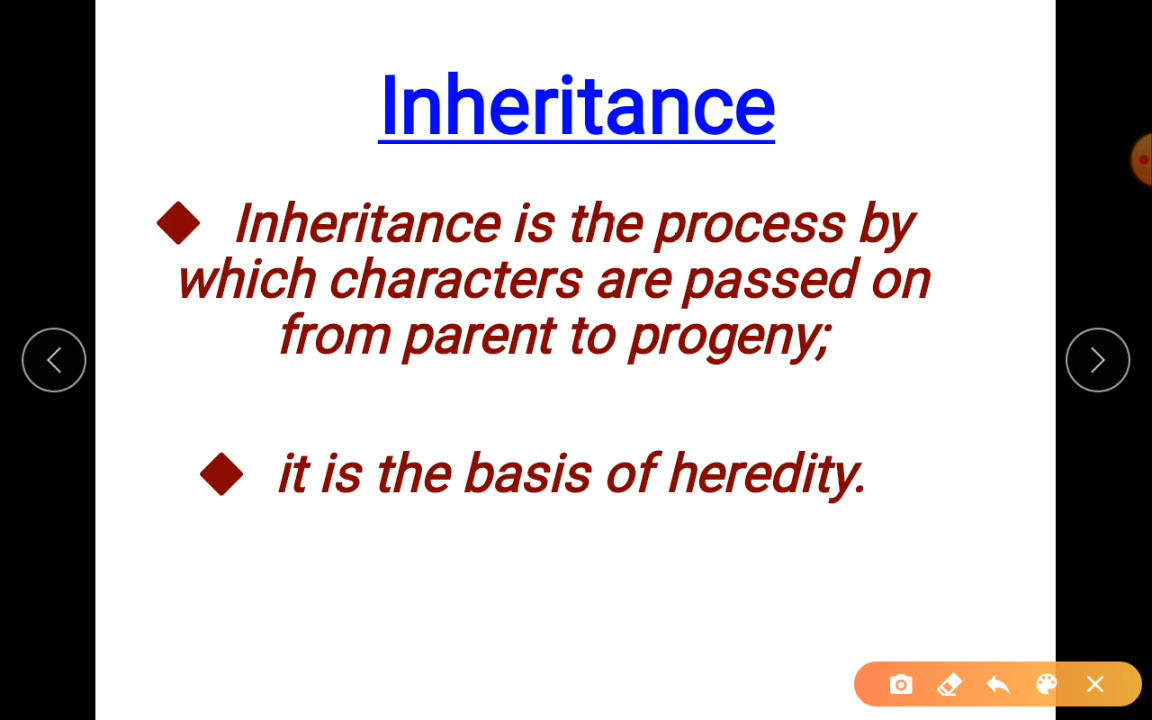 Inheritance
◆ Inheritance is the process by
which characters are passed on
from parent to progeny;
◆ it is the basis of heredity.